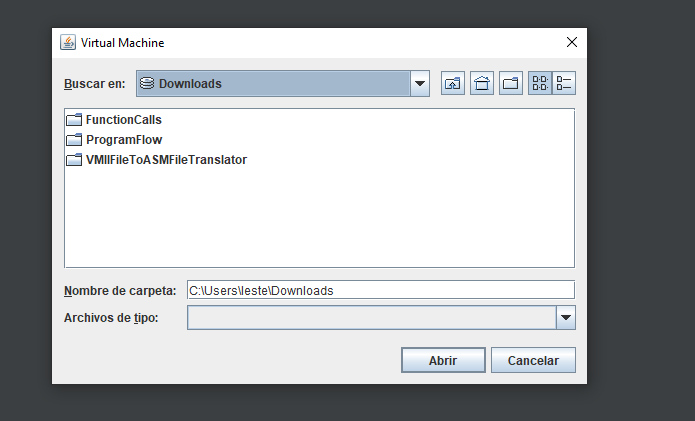 Virtual Machine
Buscar en: Downloads
FunctionCalls
ProgramFlow
VMIIFileToASMFileTranslator
Nombre de carpeta: C:\Users\leste\Downloads
Archivos de tipo:
Abrir Cancelar